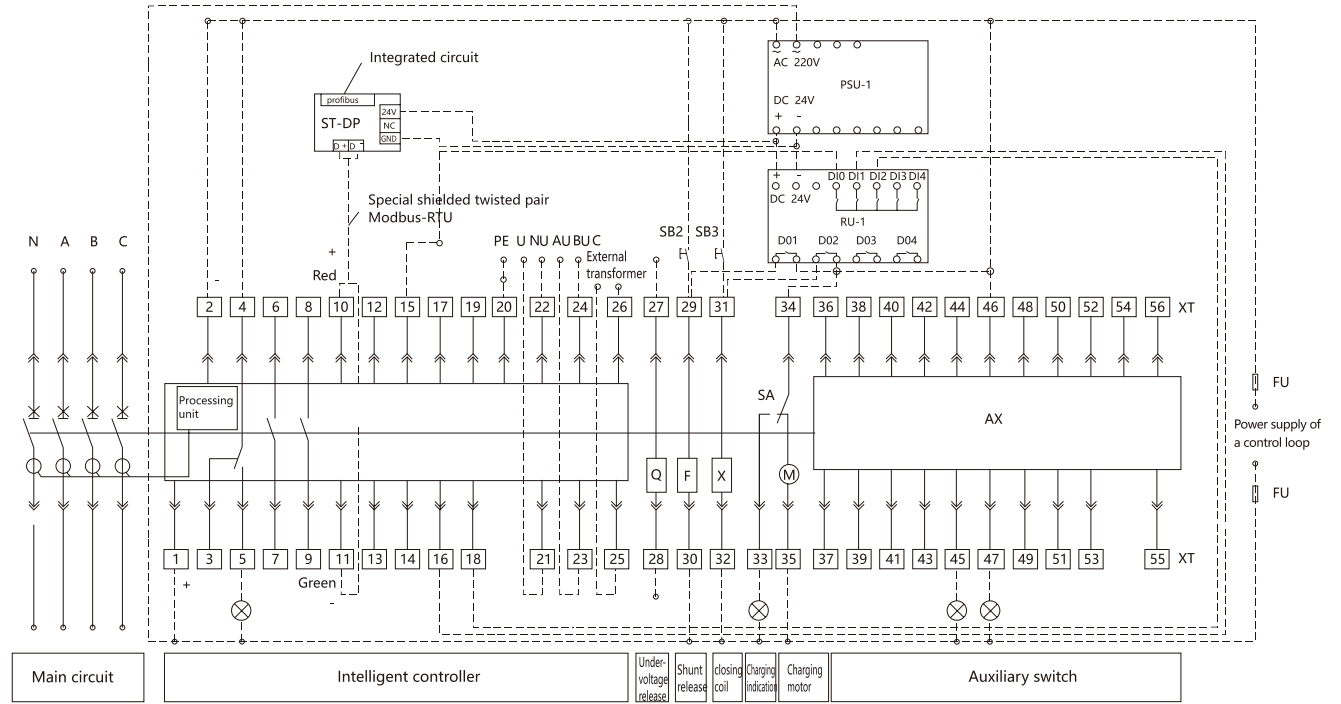 Integrated circuit
profibus
ST-DP
24V
NC
GND
D + D -
AC 220V
PSU-1
DC 24V
+ -
+ -
DI0 DI1 DI2 DI3 DI4
DC 24V
RU-1
D01 D02 D03 D04
Special shielded twisted pair
Modbus-RTU
N A B C
+
Red
-
PE U NU AU BU C
External
transformer
SB2 SB3
2 4 6 8 10 12 15 17 19 20 22 24 26 27 29 31 34 36 38 40 42 44 46 48 50 52 54 56 XT
Processing
unit
SA
AX
FU
Power supply of
a control loop
FU
Q F X M
1 3 5 7 9 11 13 14 16 18 21 23 25 28 30 32 33 35 37 39 41 43 45 47 49 51 53 55 XT
+
Green
-
Main circuit
Intelligent controller
Under-
voltage
release
Shunt
release
closing
coil
Charging
indication
Charging
motor
Auxiliary switch